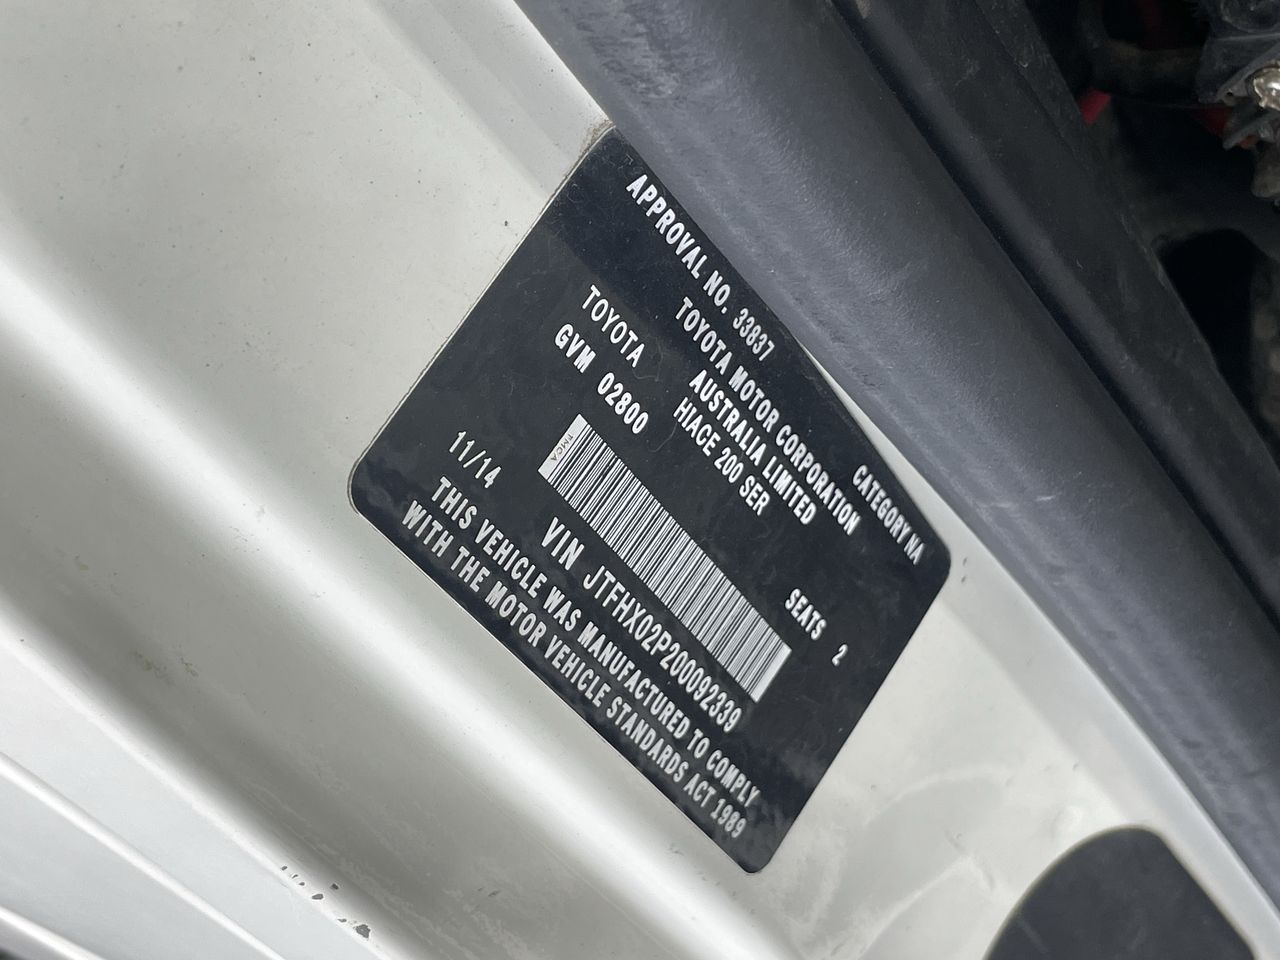 APPROVAL NO. 33837 CATEGORY NA
TOYOTA MOTOR CORPORATION
AUSTRALIA LIMITED
TOYOTA HIACE 200 SER
GVM 02800 SEATS 2
TMCA
11/14 VIN JTFHX02P200092339
THIS VEHICLE WAS MANUFACTURED TO COMPLY
WITH THE MOTOR VEHICLE STANDARDS ACT 1989